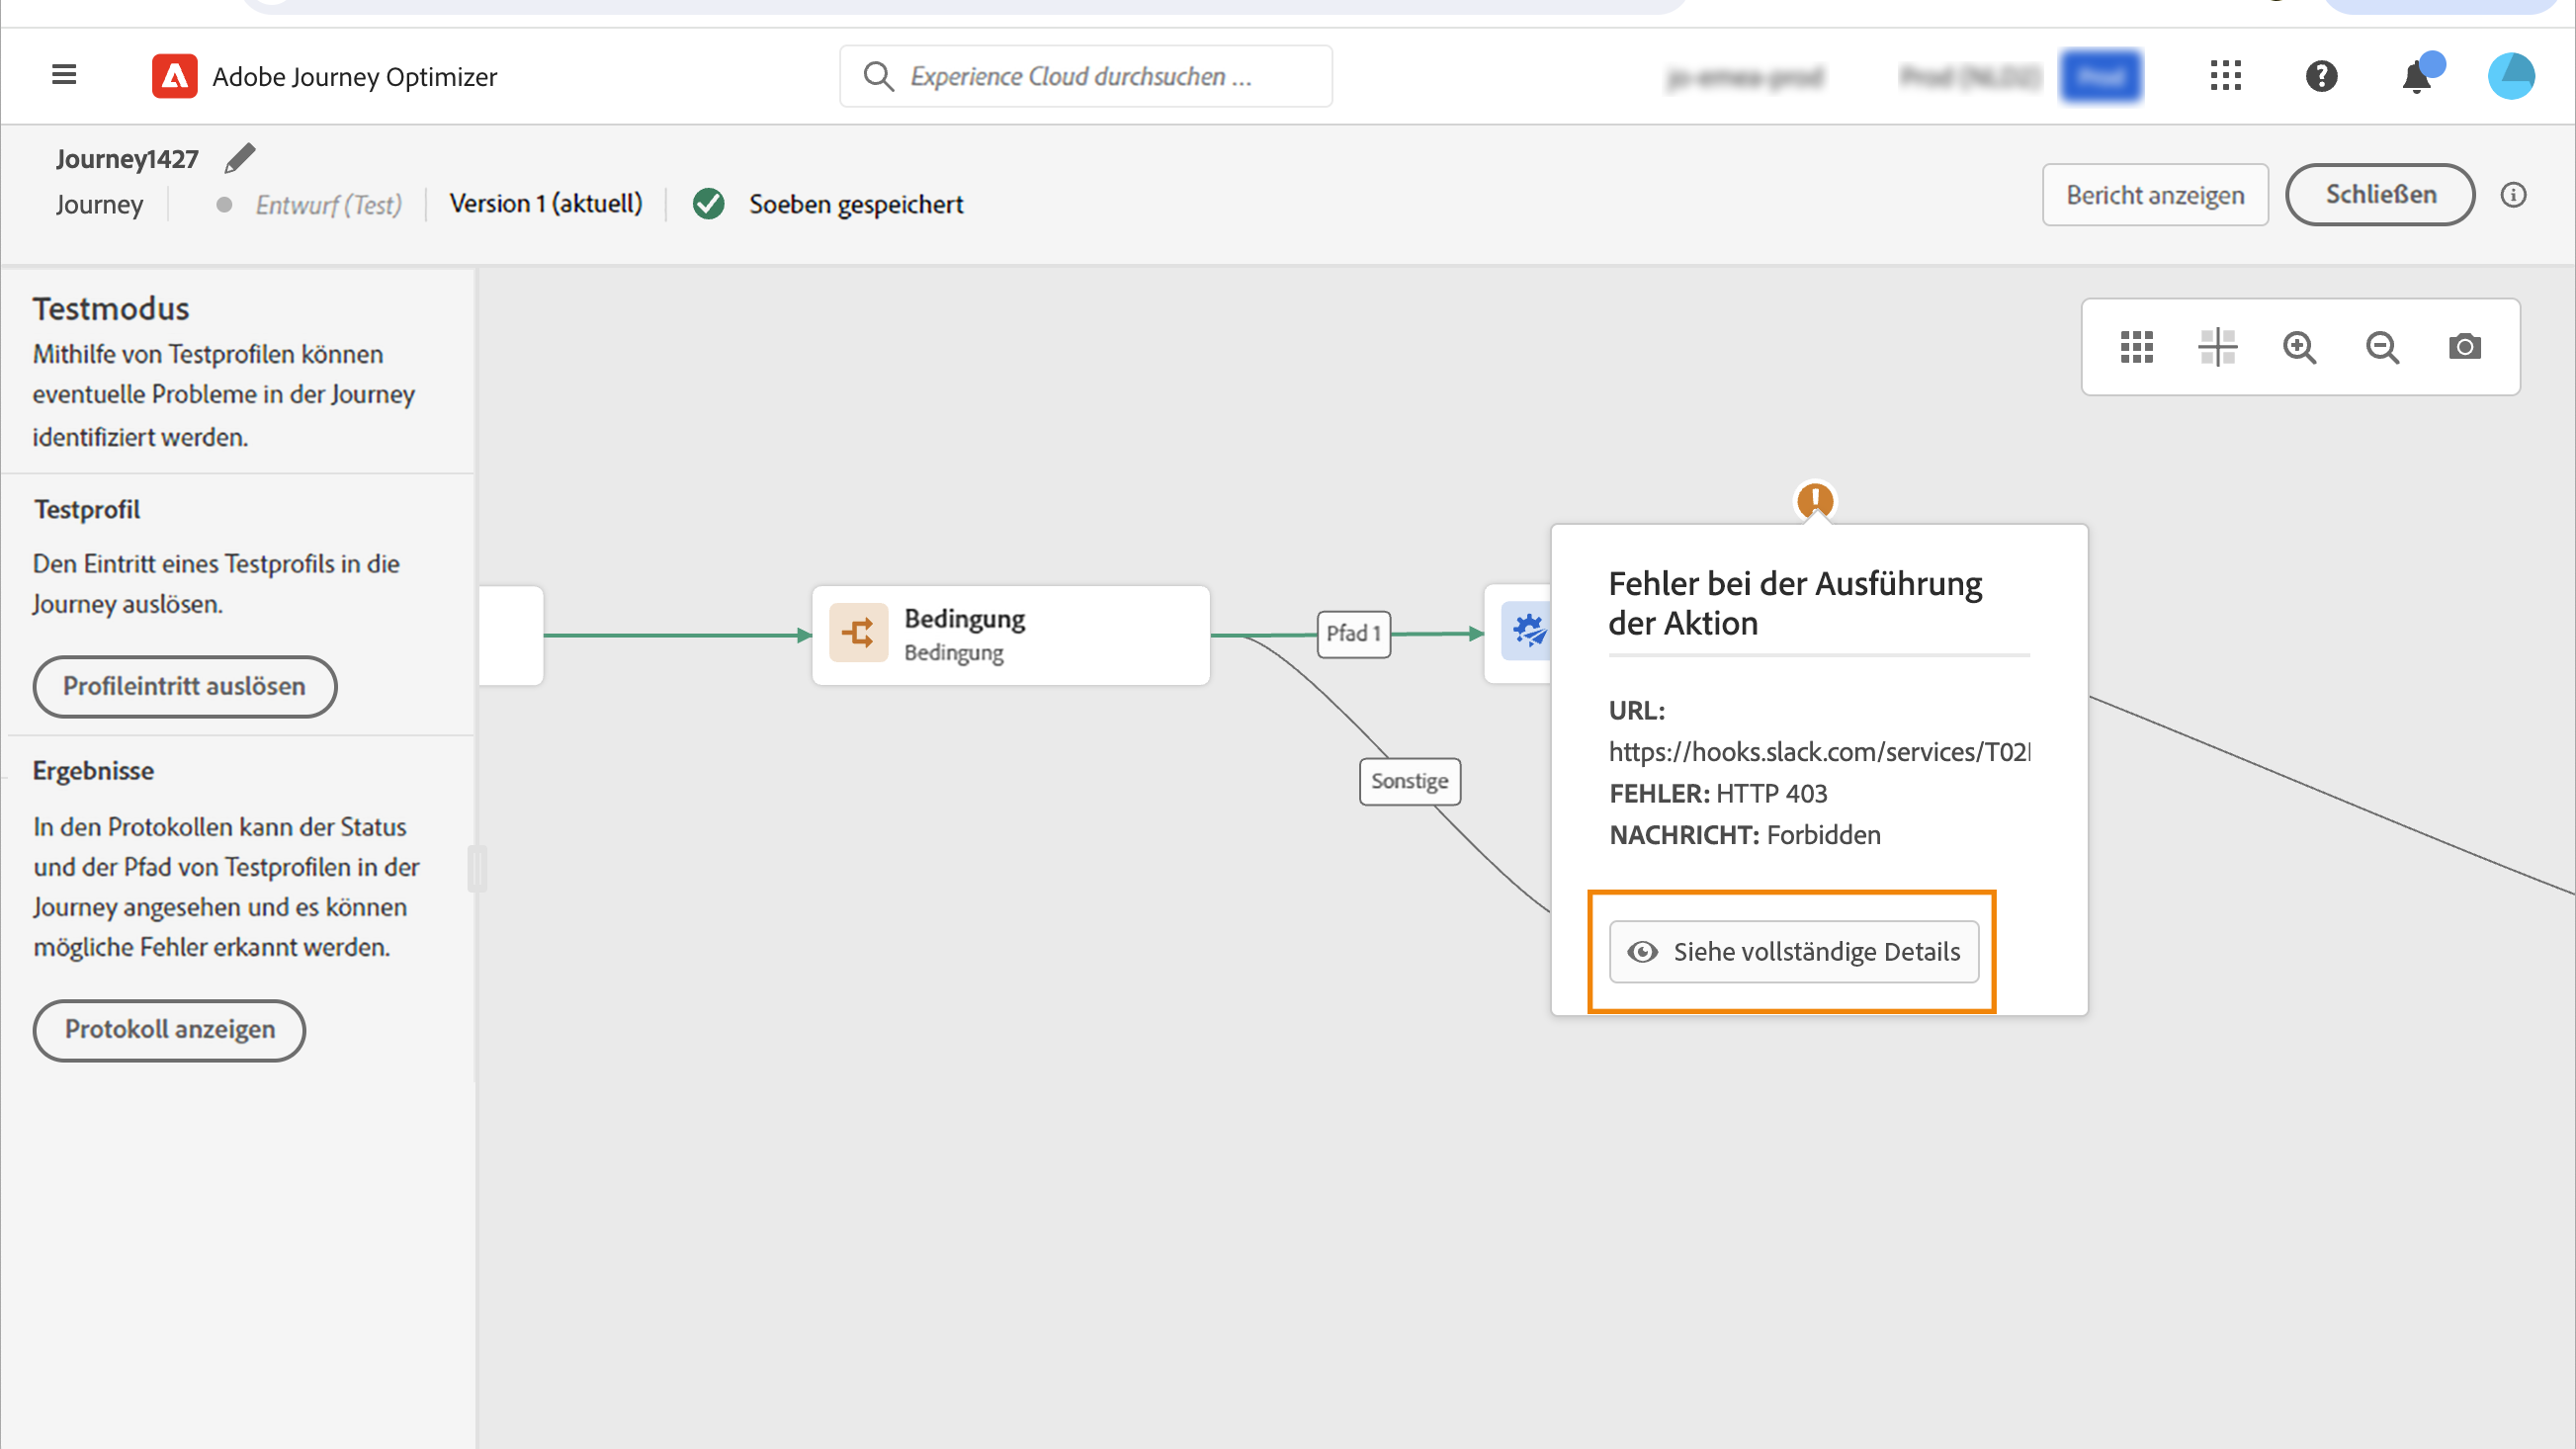 Adobe Journey Optimizer
Experience Cloud durchsuchen ...
Journey1427
Journey
Entwurf (Test)
Version 1 (aktuell)
Soeben gespeichert
Bericht anzeigen
Schließen
Testmodus
Mithilfe von Testprofilen können
eventuelle Probleme in der Journey
identifiziert werden.
Testprofil
Den Eintritt eines Testprofils in die
Journey auslösen.
Profileintritt auslösen
Ergebnisse
In den Protokollen kann der Status
und der Pfad von Testprofilen in der
Journey angesehen und es können
mögliche Fehler erkannt werden.
Protokoll anzeigen
Bedingung
Bedingung
Pfad 1
Sonstige
Fehler bei der Ausführung
der Aktion
URL:
https://hooks.slack.com/services/T02
FEHLER: HTTP 403
NACHRICHT: Forbidden
Siehe vollständige Details